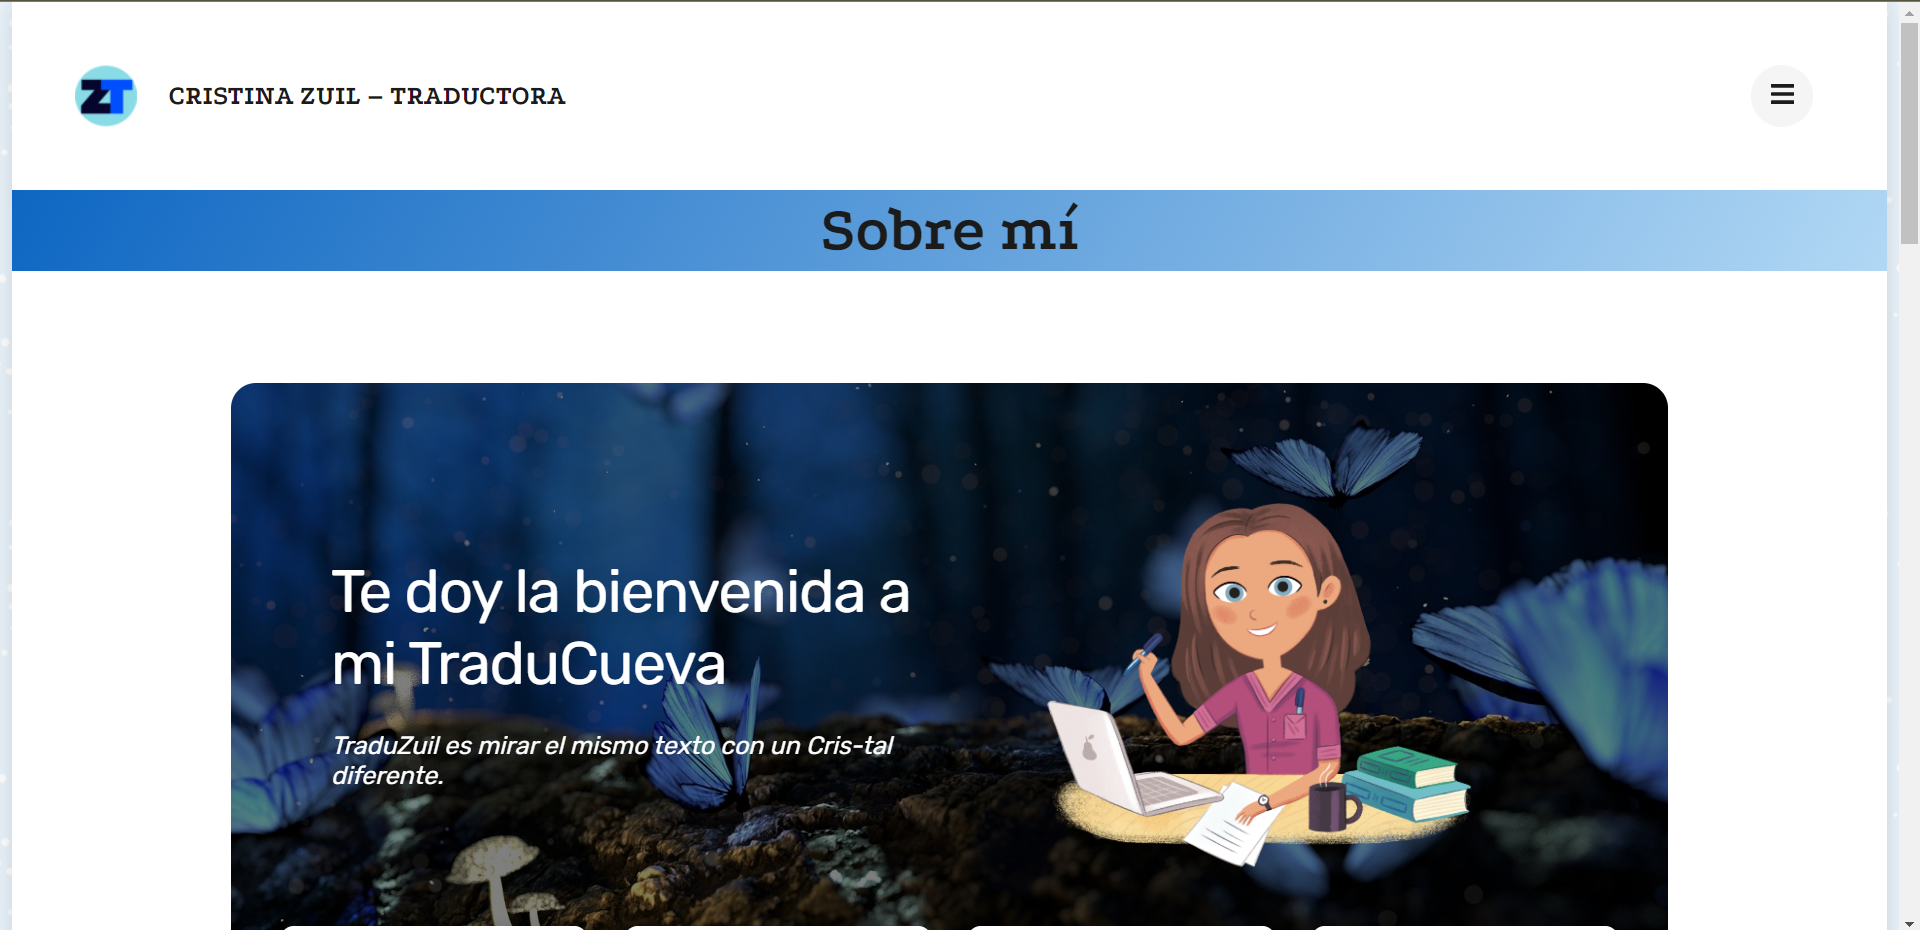 ZT
CRISTINA ZUIL – TRADUCTORA
Sobre mí
Te doy la bienvenida a
mi TraduCueva
TraduZuil es mirar el mismo texto con un Cris-tal
diferente.